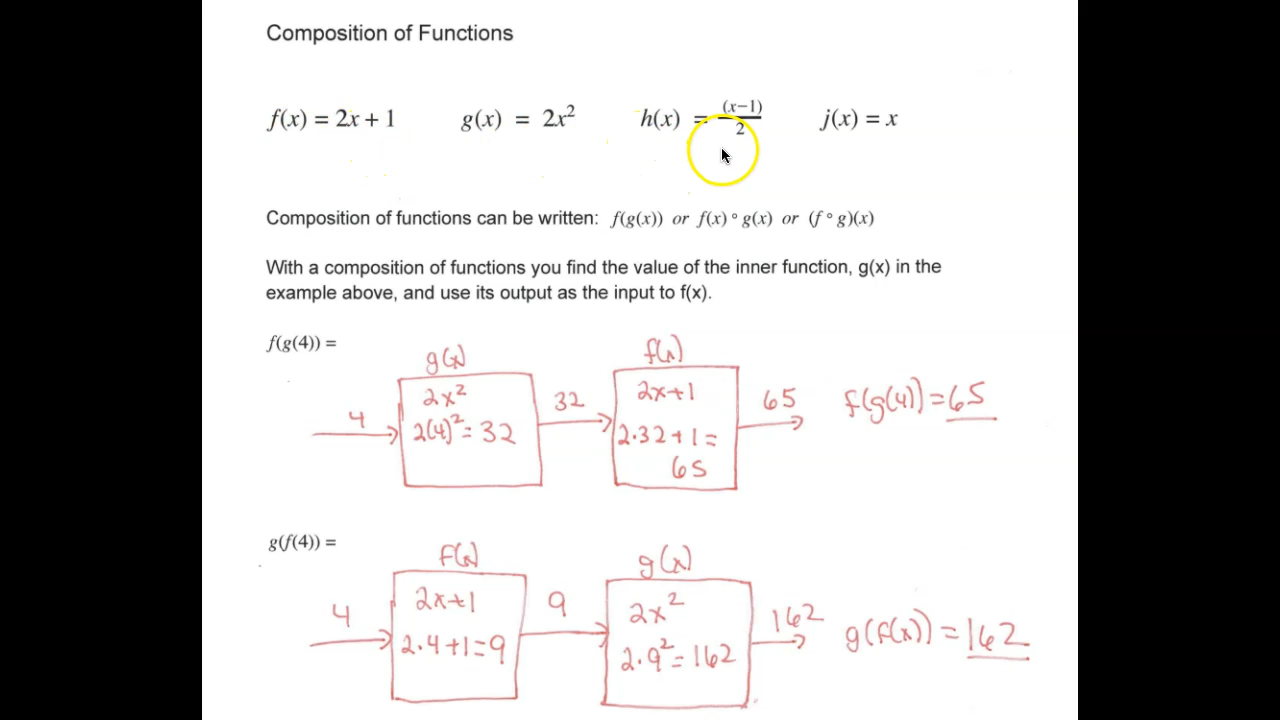 Composition of Functions
f(x) = 2x + 1 g(x) = 2x² h(x) = (x−1)/2 j(x) = x
Composition of functions can be written: f(g(x)) or f(x) ∘ g(x) or (f ∘ g)(x)
With a composition of functions you find the value of the inner function, g(x) in the
example above, and use its output as the input to f(x).
f(g(4)) =
g(x) f(x)
4 2x² 32 2x+1 65 f(g(4)) = 65
2(4)² = 32 2·32+1 =
65
g(f(4)) =
f(x) g(x)
4 2x+1 9 2x² 162 g(f(x)) = 162
2·4+1=9 2·9² = 162